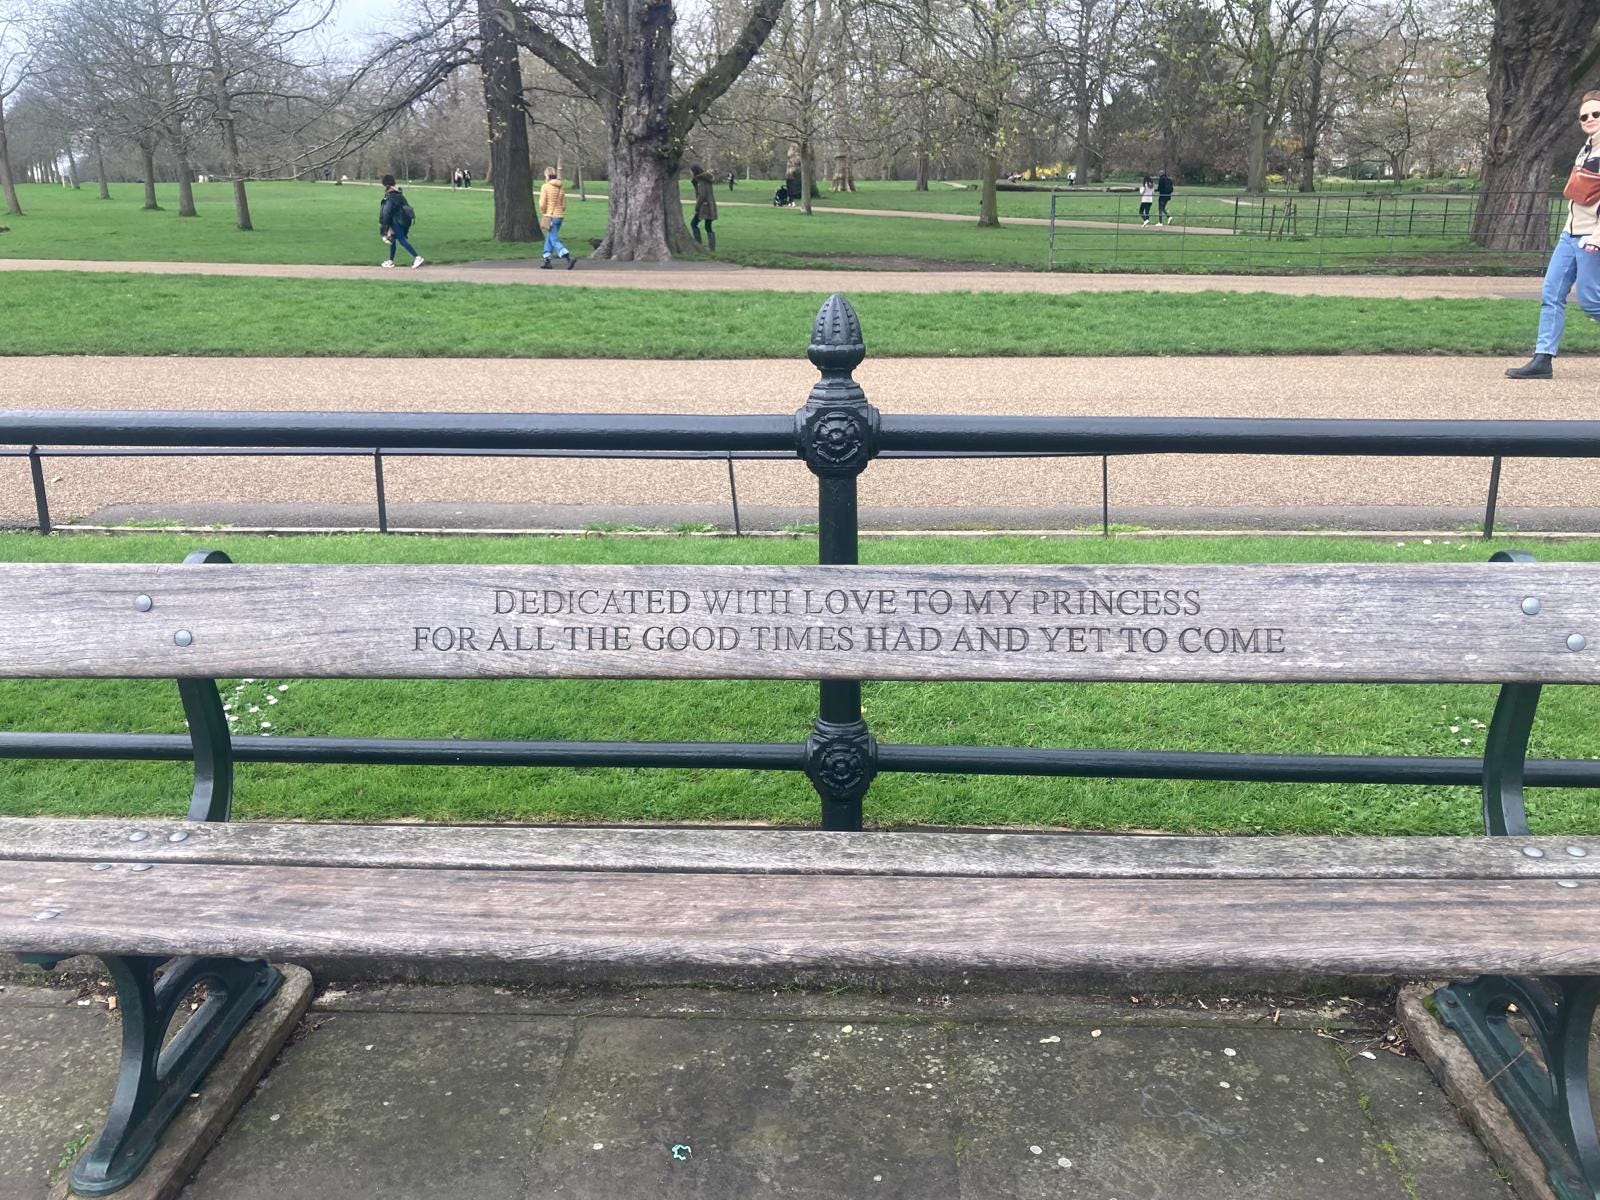 DEDICATED WITH LOVE TO MY PRINCESS
FOR ALL THE GOOD TIMES HAD AND YET TO COME